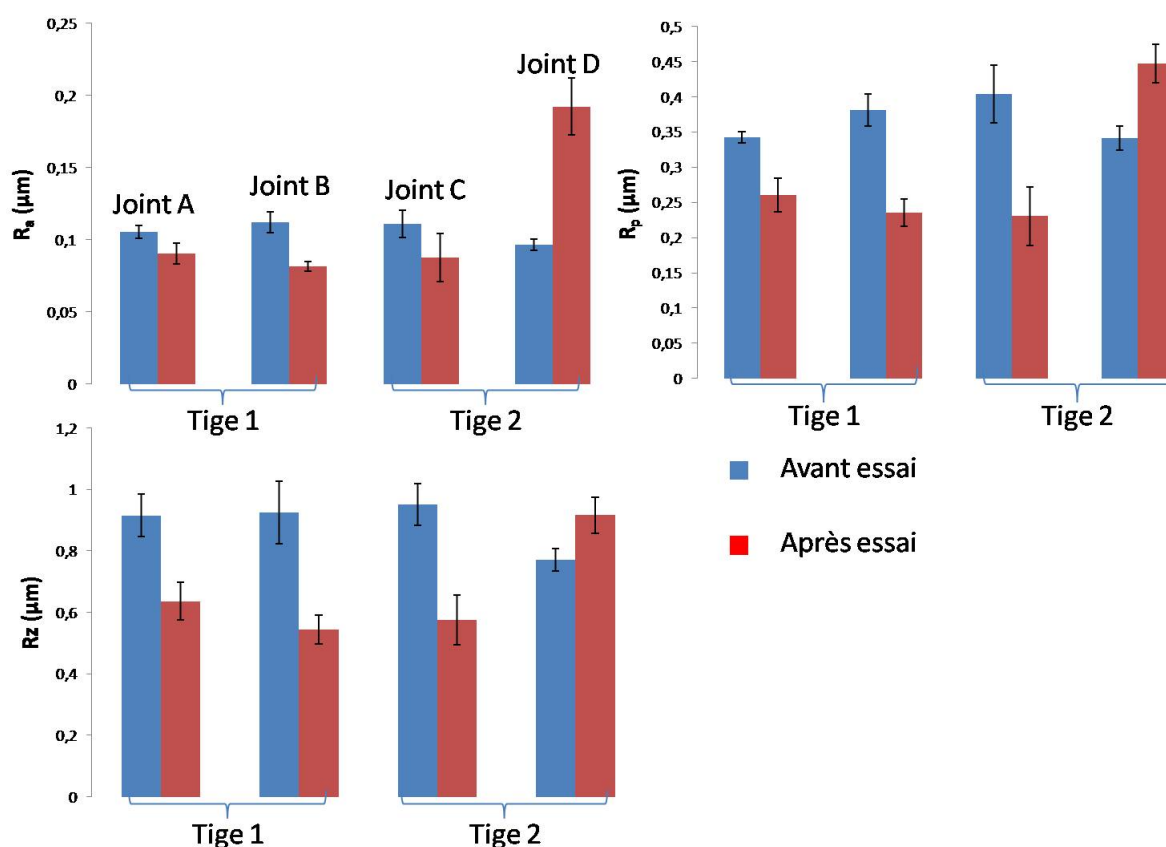 0,25
0,2
0,15
0,1
0,05
0
Rₐ (µm)
Joint A
Joint B
Joint C
Joint D
Tige 1
Tige 2
0,5
0,45
0,4
0,35
0,3
0,25
0,2
0,15
0,1
0,05
0
Rₚ (µm)
Tige 1
Tige 2
1,2
1
0,8
0,6
0,4
0,2
0
Rz (µm)
Tige 1
Tige 2
Avant essai
Après essai